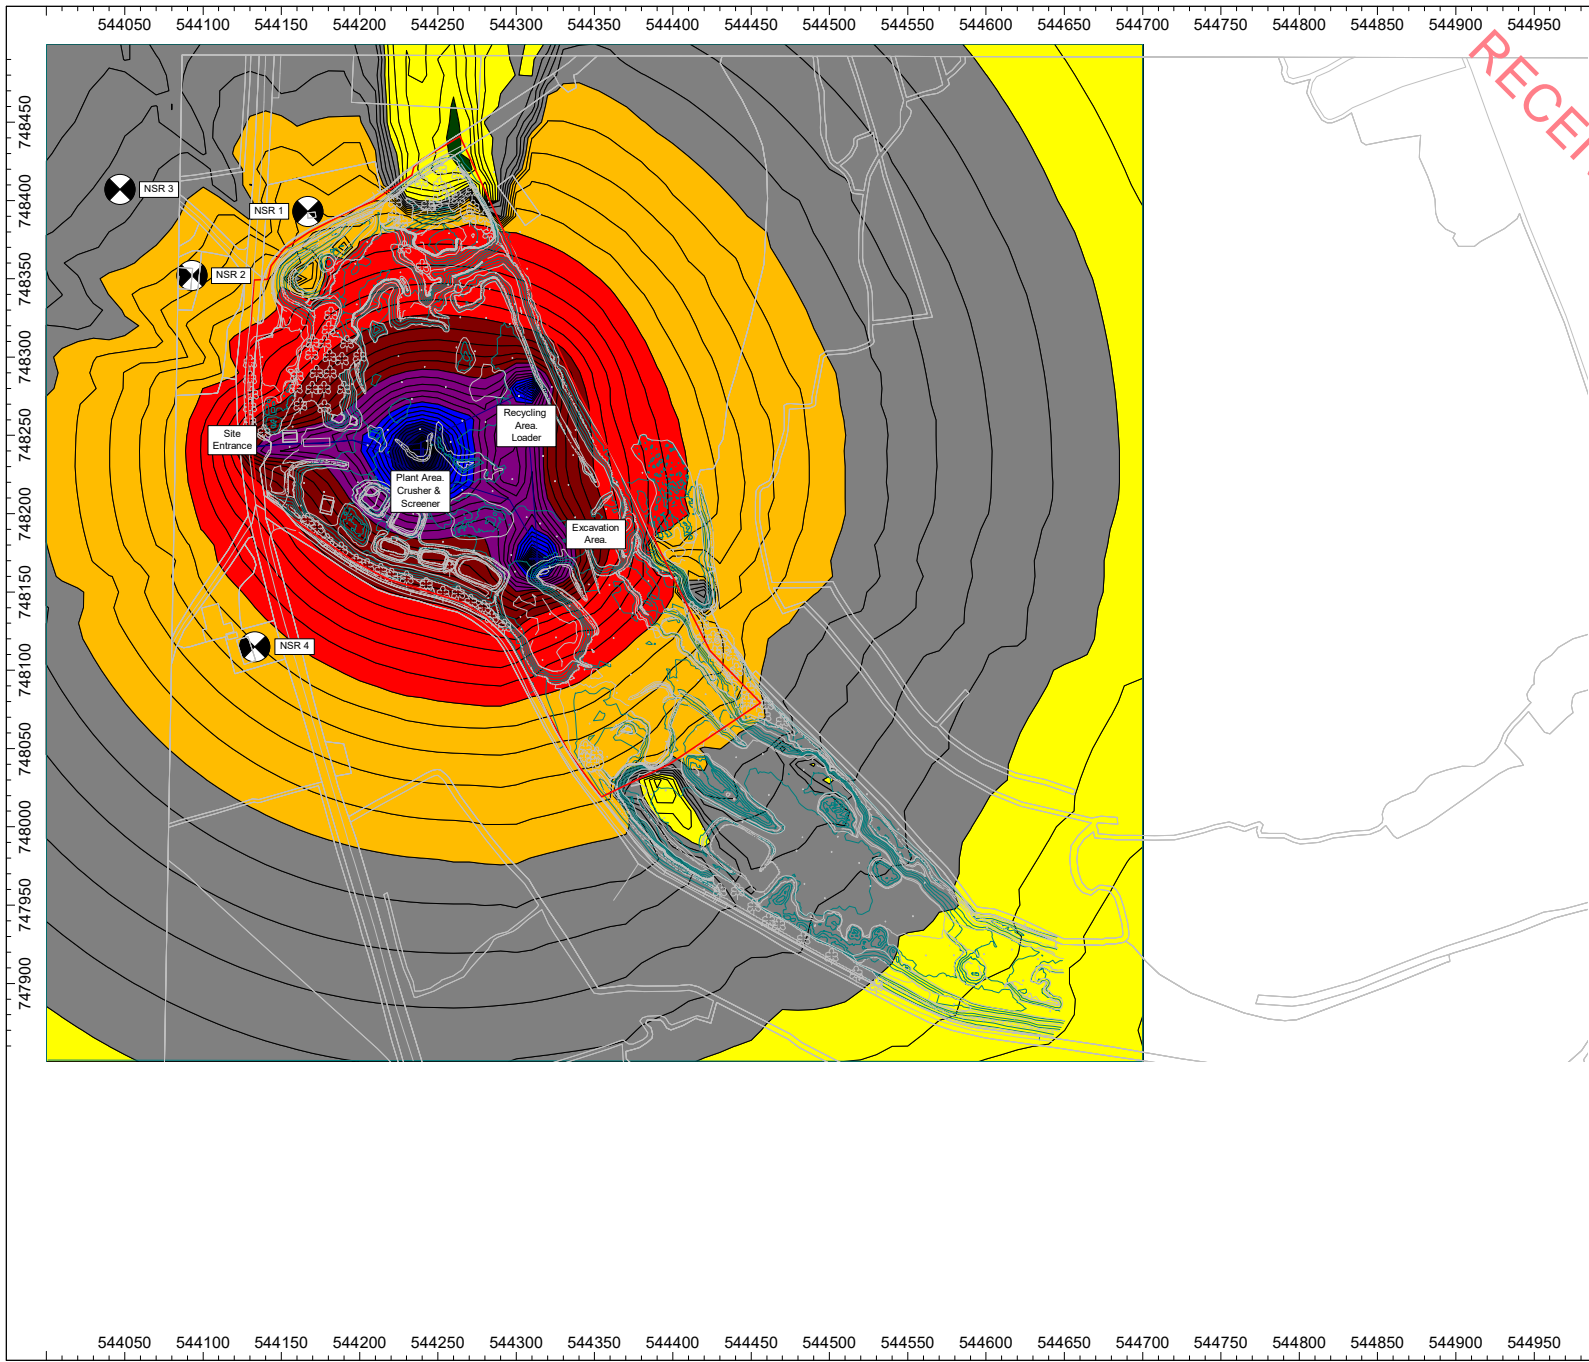 544050 544100 544150 544200 544250 544300 544350 544400 544450 544500 544550 544600 544650 544700 544750 544800 544850 544900 544950
748450
748400
748350
748300
748250
748200
748150
748100
748050
748000
747950
747900
NSR 3
NSR 1
NSR 2
Site
Entrance
Recycling
Area.
Loader
Plant Area.
Crusher &
Screener
Excavation
Area.
NSR 4
544050 544100 544150 544200 544250 544300 544350 544400 544450 544500 544550 544600 544650 544700 544750 544800 544850 544900 544950